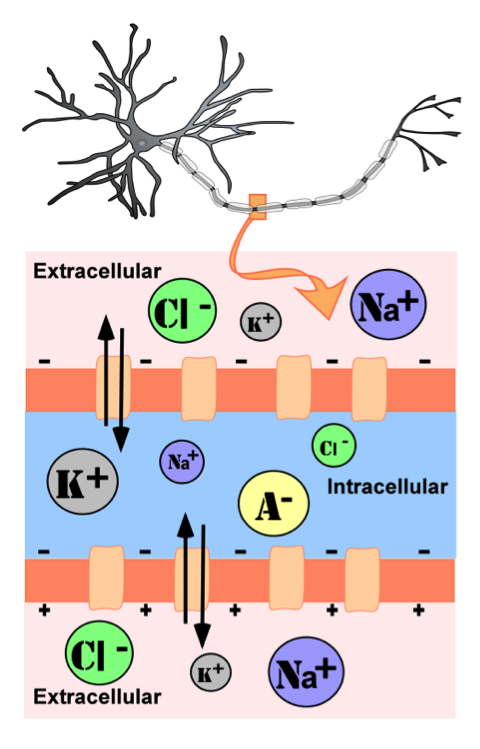 Extracellular
Cl- K+ Na+
- - - - -
K+ Na+ Cl-
A- Intracellular
- - - - -
+ + + + +
Cl- K+ Na+
Extracellular